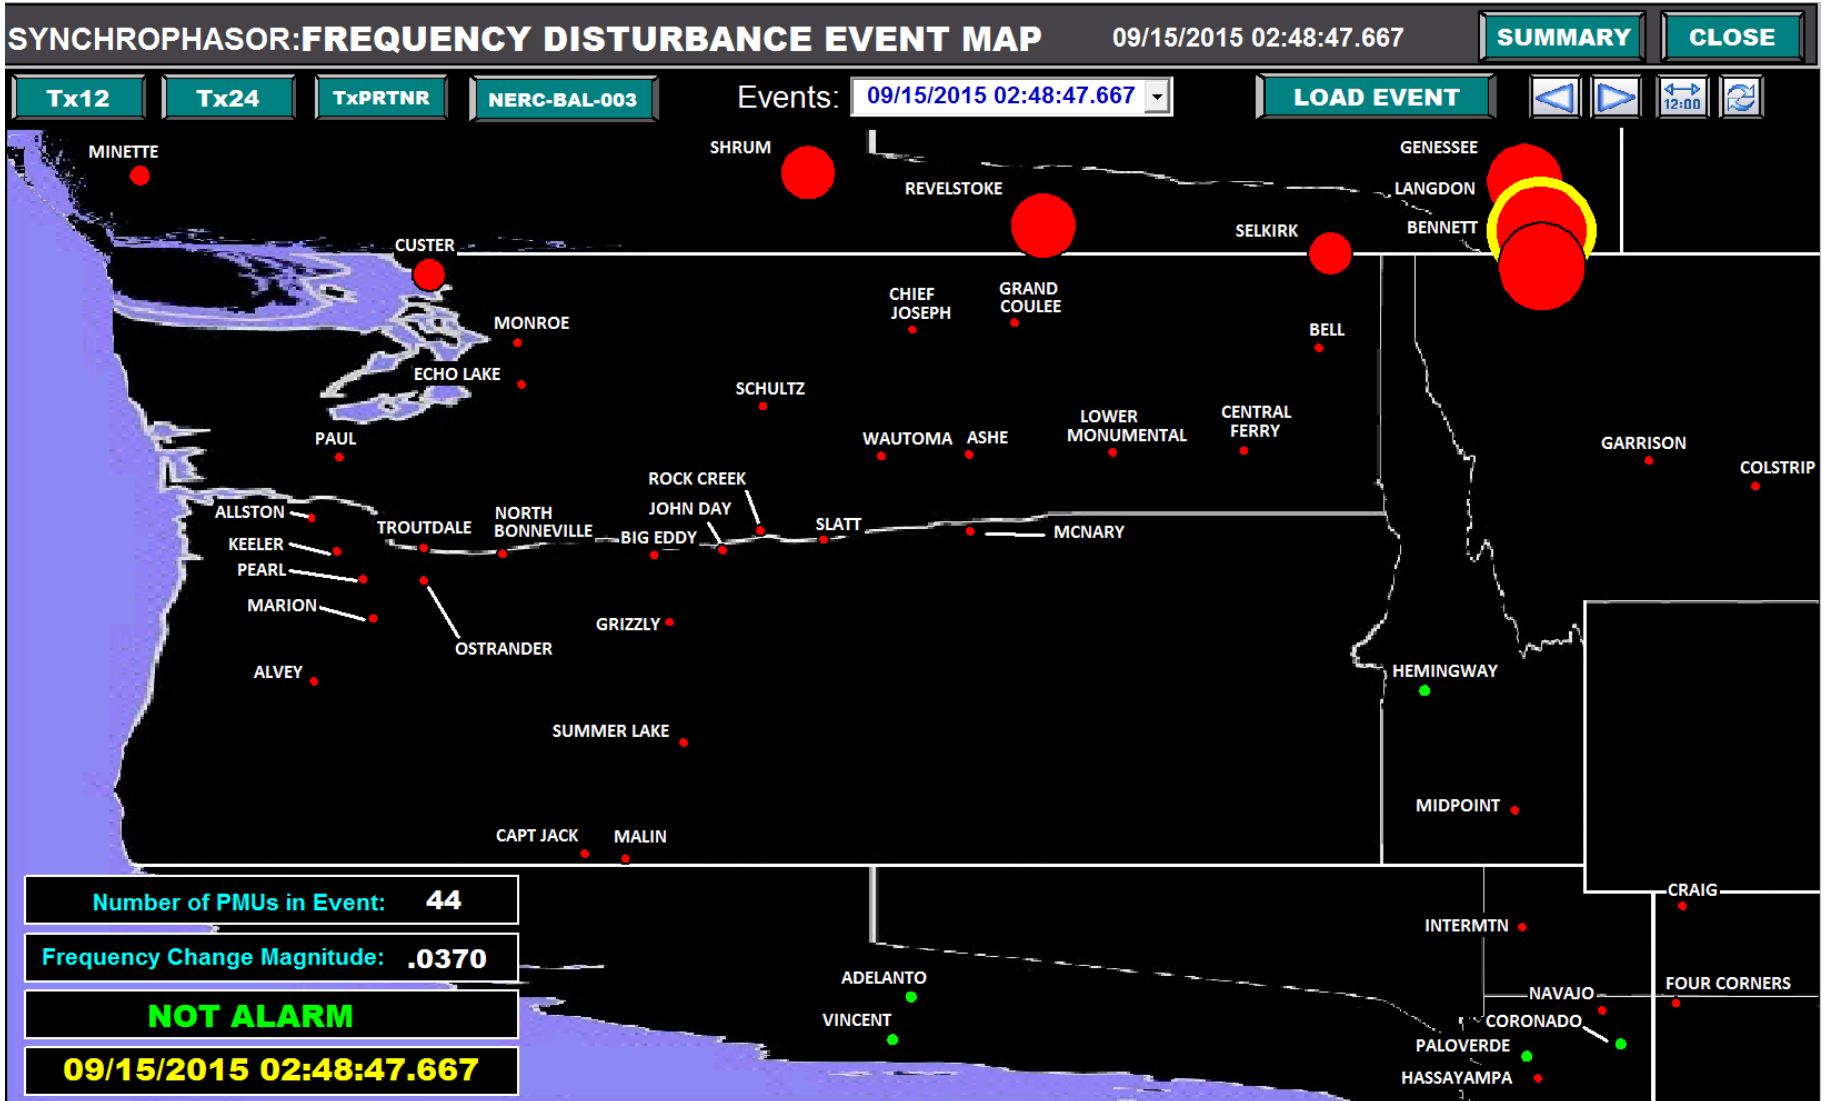 SYNCHROPHASOR:FREQUENCY DISTURBANCE EVENT MAP 09/15/2015 02:48:47.667 SUMMARY CLOSE
Tx12 Tx24 TxPRTNR NERC-BAL-003 Events: 09/15/2015 02:48:47.667 LOAD EVENT 12:00
MINETTE
SHRUM
GENESSEE
REVELSTOKE
LANGDON
SELKIRK
BENNETT
CUSTER
CHIEF
JOSEPH
GRAND
COULEE
MONROE
BELL
ECHO LAKE
SCHULTZ
PAUL
WAUTOMA
ASHE
LOWER
MONUMENTAL
CENTRAL
FERRY
GARRISON
COLSTRIP
ROCK CREEK
JOHN DAY
ALLSTON
TROUTDALE
NORTH
BONNEVILLE
BIG EDDY
SLATT
MCNARY
KEELER
PEARL
MARION
GRIZZLY
OSTRANDER
ALVEY
HEMINGWAY
SUMMER LAKE
MIDPOINT
CAPT JACK
MALIN
CRAIG
Number of PMUs in Event: 44
INTERMTN
Frequency Change Magnitude: .0370
ADELANTO
FOUR CORNERS
NAVAJO
NOT ALARM
VINCENT
CORONADO
PALOVERDE
09/15/2015 02:48:47.667
HASSAYAMPA